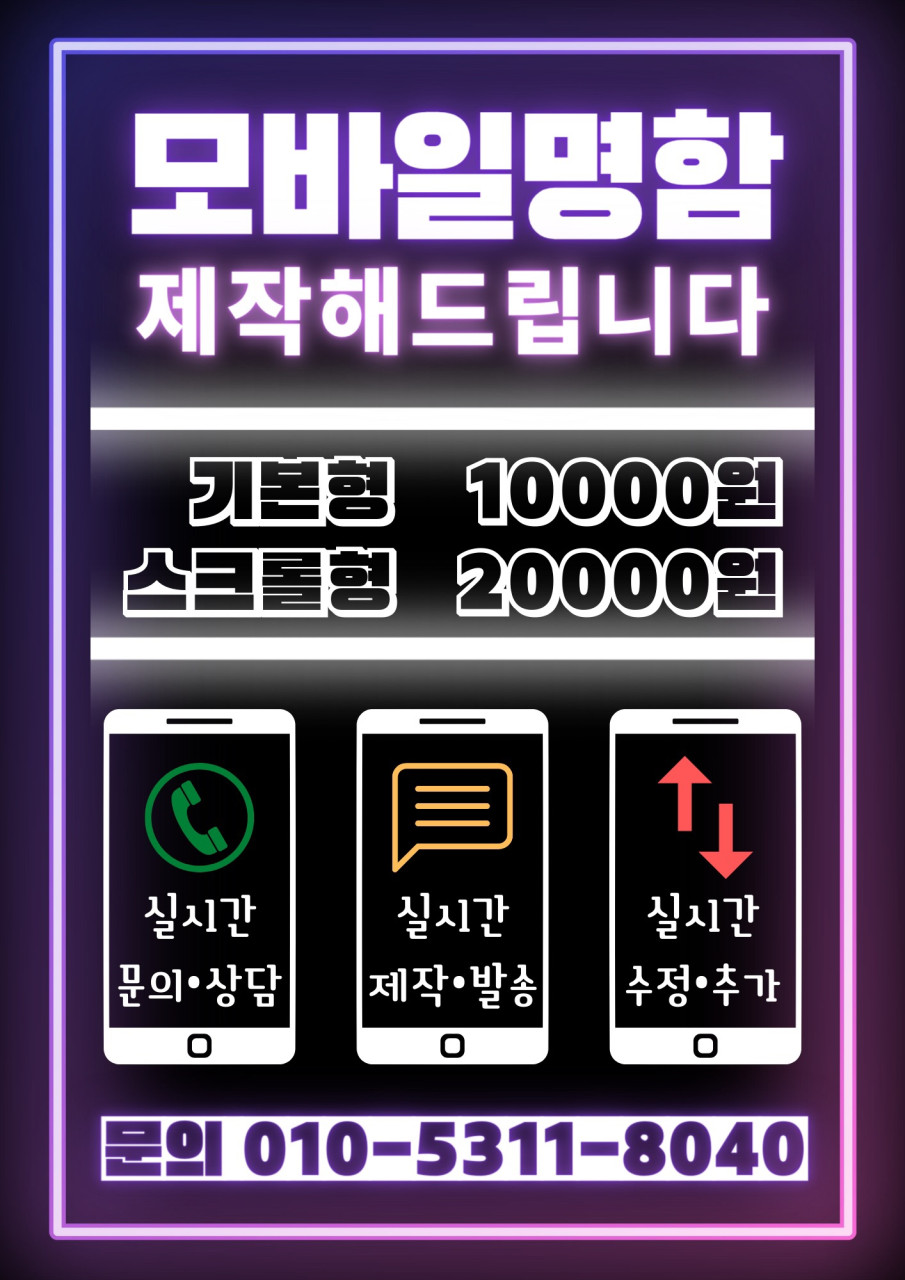 모바일명함
제작해드립니다
기본형 10000원
스크롤형 20000원
실시간
문의•상담
실시간
제작•발송
실시간
수정•추가
문의 010-5311-8040